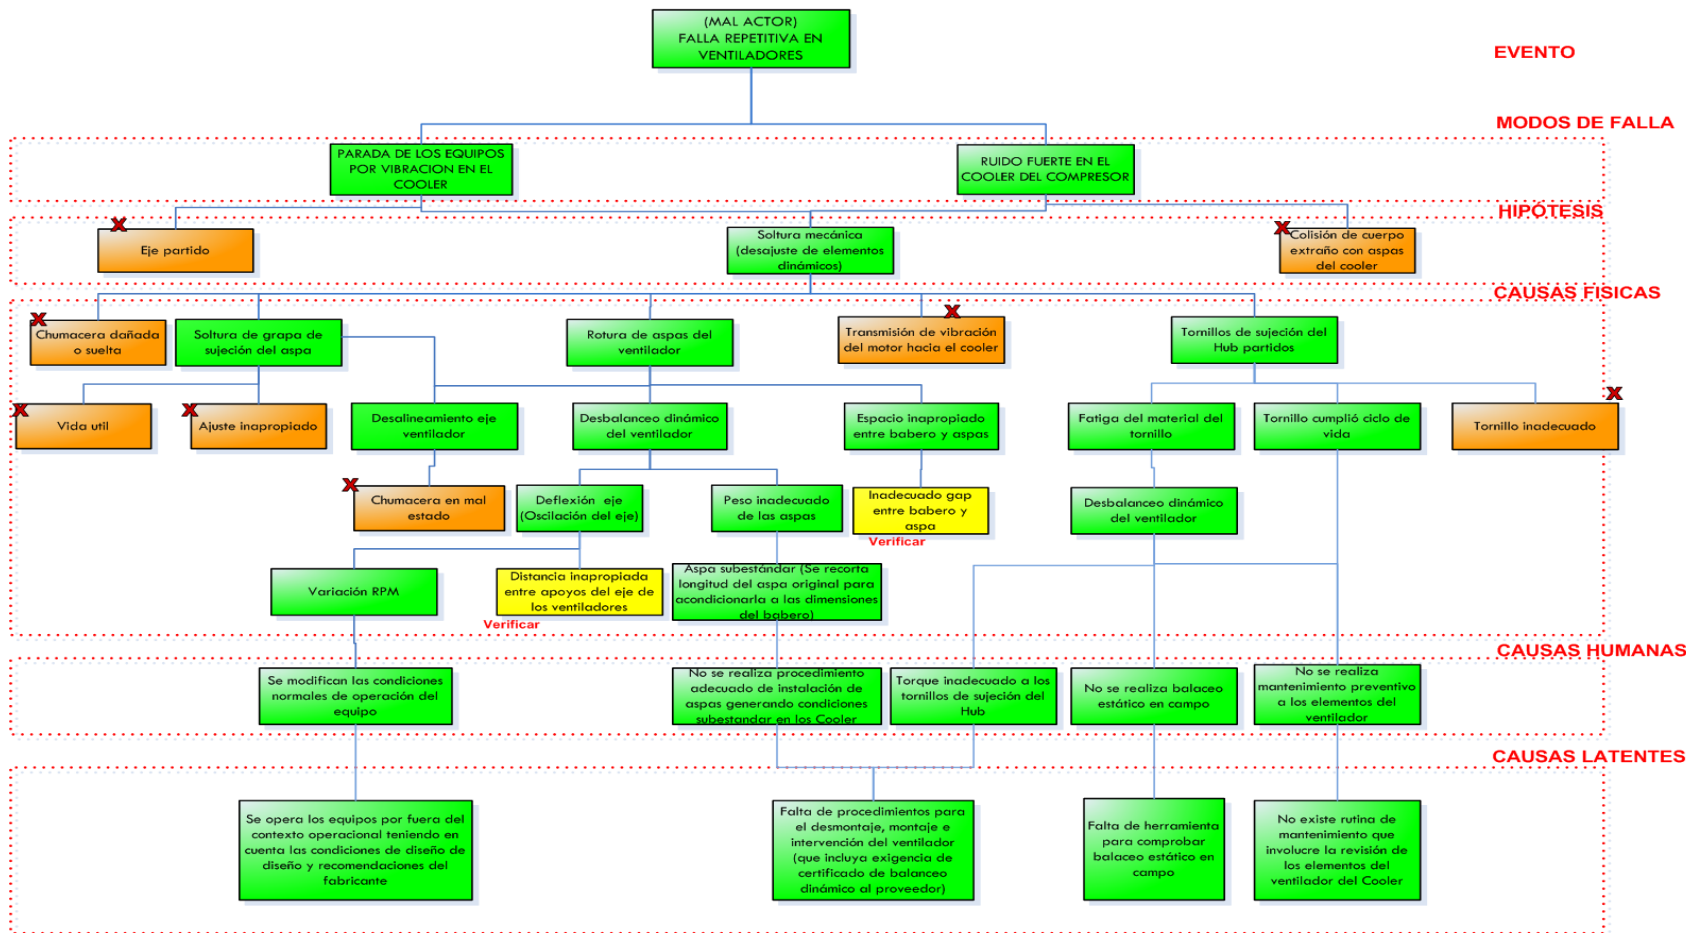 (MAL ACTOR)
FALLA REPETITIVA EN
VENTILADORES
EVENTO
MODOS DE FALLA
PARADA DE LOS EQUIPOS
POR VIBRACION EN EL
COOLER
RUIDO FUERTE EN EL
COOLER DEL COMPRESOR
HIPÓTESIS
X
Eje partido
Soltura mecánica
(desajuste de elementos
dinámicos)
X
Colisión de cuerpo
extraño con aspas
del cooler
CAUSAS FISICAS
X
Chumacera dañada
o suelta
Soltura de grapa de
sujeción del aspa
Rotura de aspas del
ventilador
X
Transmisión de vibración
del motor hacia el cooler
Tornillos de sujeción del
Hub partidos
X
Vida util
X
Ajuste inapropiado
Desalineamiento eje
ventilador
Desbalanceo dinámico
del ventilador
Espacio inapropiado
entre babero y aspas
Fatiga del material del
tornillo
Tornillo cumplió ciclo de
vida
X
Tornillo inadecuado
X
Chumacera en mal
estado
Deflexión eje
(Oscilación del eje)
Peso inadecuado
de las aspas
Inadecuado gap
entre babero y
aspa
Verificar
Desbalanceo dinámico
del ventilador
Variación RPM
Distancia inapropiada
entre apoyos del eje de
los ventiladores
Verificar
Aspa subestándar (Se recorta
longitud del aspa original para
acondicionarla a las dimensiones
del babero)
CAUSAS HUMANAS
Se modifican las condiciones
normales de operación del
equipo
No se realiza procedimiento
adecuado de instalación de
aspas generando condiciones
subestandar en los Cooler
Torque inadecuado a los
tornillos de sujeción del
Hub
No se realiza balaceo
estático en campo
No se realiza
mantenimiento preventivo
a los elementos del
ventilador
CAUSAS LATENTES
Se opera los equipos por fuera del
contexto operacional teniendo en
cuenta las condiciones de diseño de
diseño y recomendaciones del
fabricante
Falta de procedimientos para
el desmontaje, montaje e
intervención del ventilador
(que incluya exigencia de
certificado de balanceo
dinámico al proveedor)
Falta de herramienta
para comprobar
balaceo estático en
campo
No existe rutina de
mantenimiento que
involucre la revisión de
los elementos del
ventilador del Cooler